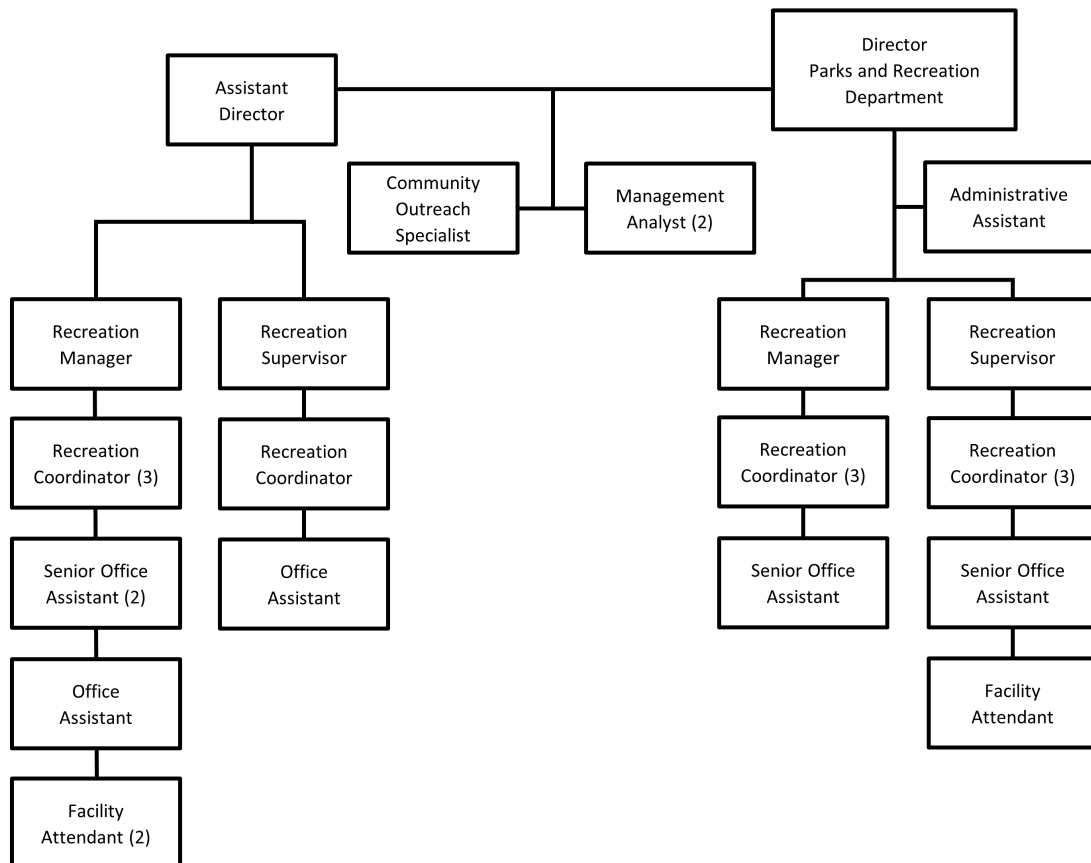 Director
Parks and Recreation
Department
Assistant
Director
Community
Outreach
Specialist
Management
Analyst (2)
Administrative
Assistant
Recreation
Manager
Recreation
Supervisor
Recreation
Manager
Recreation
Supervisor
Recreation
Coordinator (3)
Recreation
Coordinator
Recreation
Coordinator (3)
Recreation
Coordinator (3)
Senior Office
Assistant (2)
Office
Assistant
Senior Office
Assistant
Senior Office
Assistant
Office
Assistant
Facility
Attendant
Facility
Attendant (2)